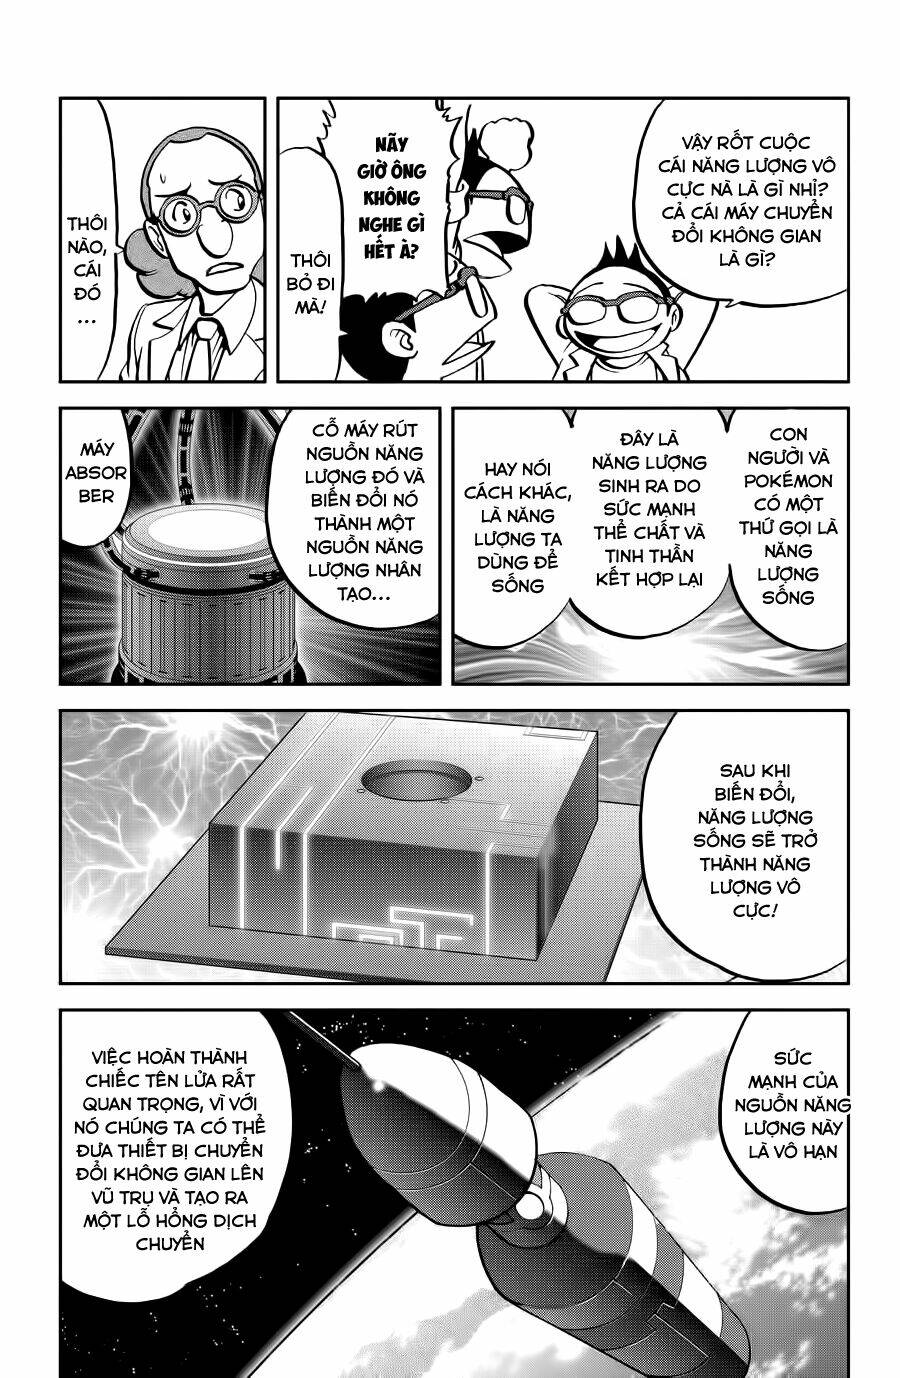 VẬY RỐT CUỘC
CÁI NĂNG LƯỢNG VÔ
CỰC NÀ LÀ GÌ NHỈ?
CẢ CÁI MÁY CHUYỂN
ĐỔI KHÔNG GIAN
LÀ GÌ?
NÃY
GIỜ ÔNG
KHÔNG
NGHE GÌ
HẾT À?
THÔI
BỎ ĐI
MÀ!
THÔI
NÀO,
CÁI
ĐÓ
...
CON
NGƯỜI VÀ
POKÉMON
CÓ MỘT
THỨ GỌI LÀ
NĂNG
LƯỢNG
SỐNG
ĐÂY LÀ
NĂNG LƯỢNG
SINH RA DO
SỨC MẠNH
THỂ CHẤT VÀ
TINH THẦN
KẾT HỢP LẠI
HAY NÓI
CÁCH KHÁC,
LÀ NĂNG
LƯỢNG TA
DÙNG ĐỂ
SỐNG
CỖ MÁY RÚT
NGUỒN NĂNG
LƯỢNG ĐÓ VÀ
BIẾN ĐỔI NÓ
THÀNH MỘT
NGUỒN NĂNG
LƯỢNG NHÂN
TẠO...
MÁY
ABSOR
BER
SAU KHI
BIẾN ĐỔI,
NĂNG LƯỢNG
SỐNG SẼ TRỞ
THÀNH NĂNG
LƯỢNG VÔ
CỰC!
SỨC
MẠNH CỦA
NGUỒN NĂNG
LƯỢNG NÀY
LÀ VÔ HẠN
VIỆC HOÀN THÀNH
CHIẾC TÊN LỬA RẤT
QUAN TRỌNG, VÌ VỚI
NÓ CHÚNG TA CÓ THỂ
ĐƯA THIẾT BỊ CHUYỂN
ĐỔI KHÔNG GIAN LÊN
VŨ TRỤ VÀ TẠO RA
MỘT LỖ HỔNG DỊCH
CHUYỂN